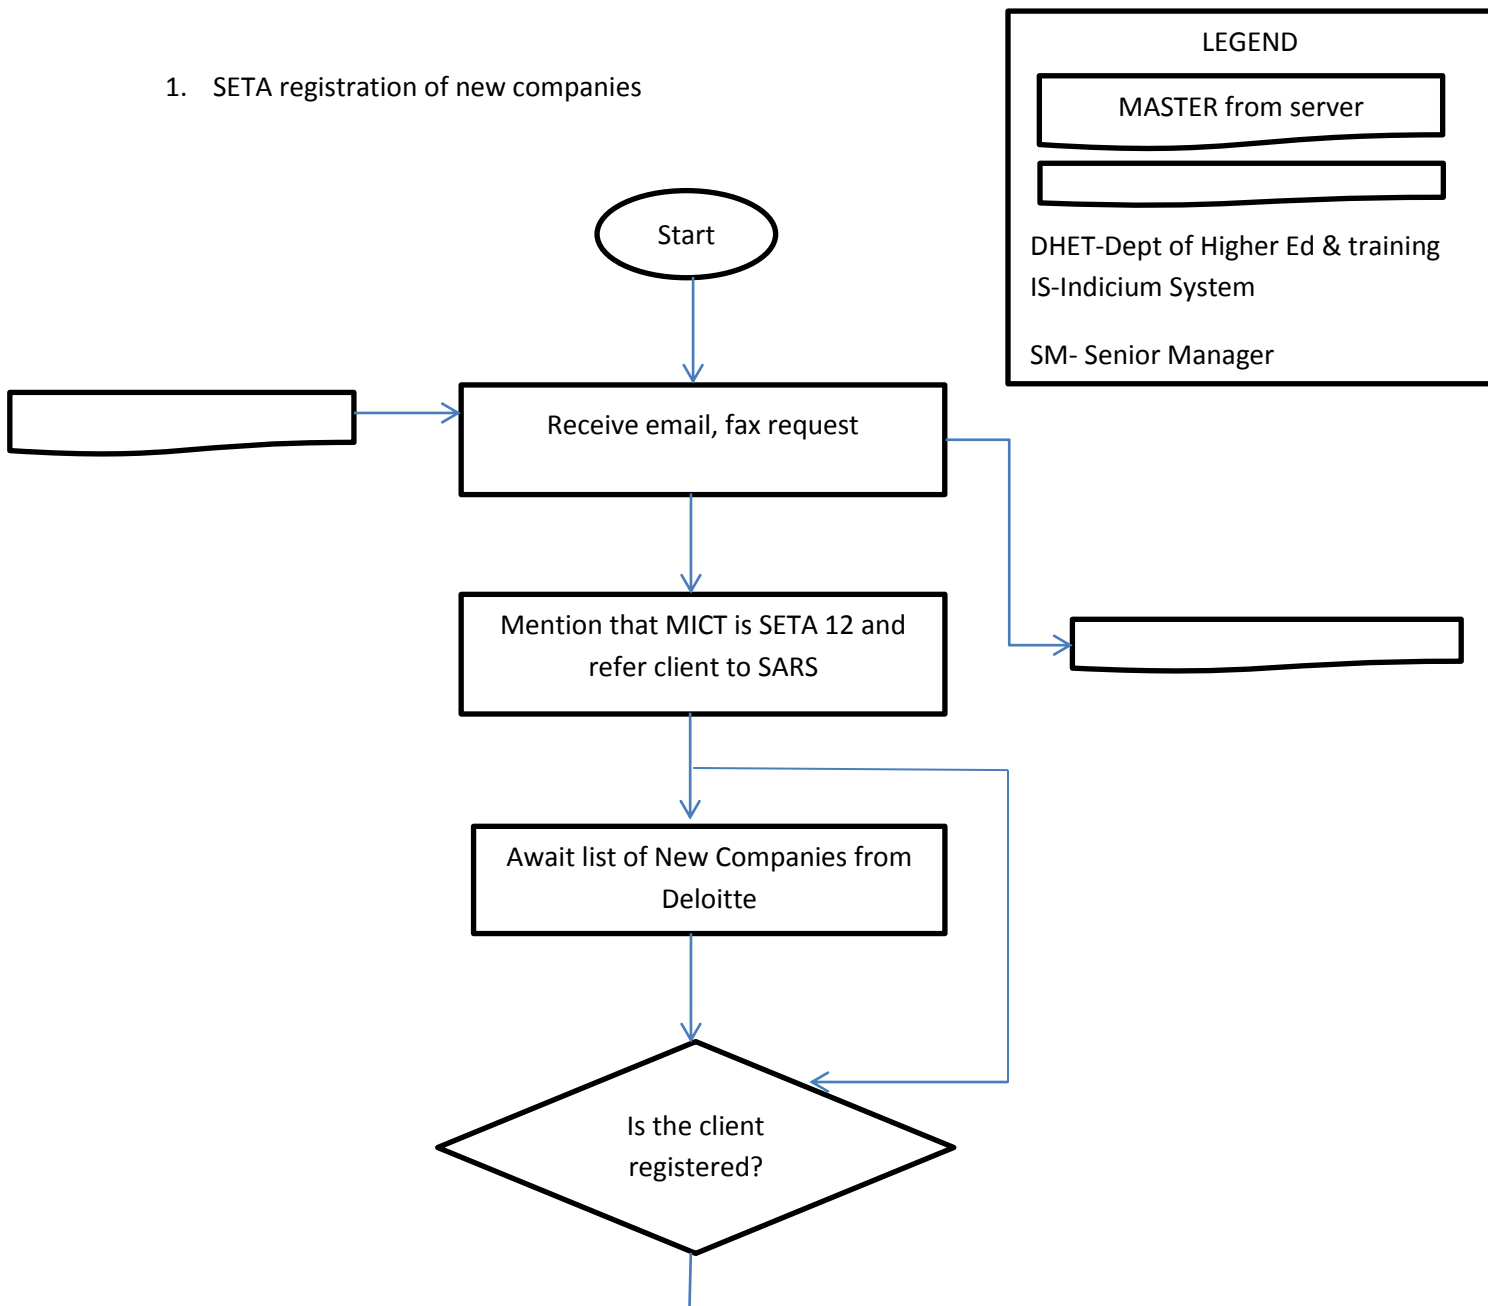 1. SETA registration of new companies
LEGEND
MASTER from server
DHET-Dept of Higher Ed & training
IS-Indicium System
SM- Senior Manager
Start
Receive email, fax request
Mention that MICT is SETA 12 and
refer client to SARS
Await list of New Companies from
Deloitte
Is the client
registered?